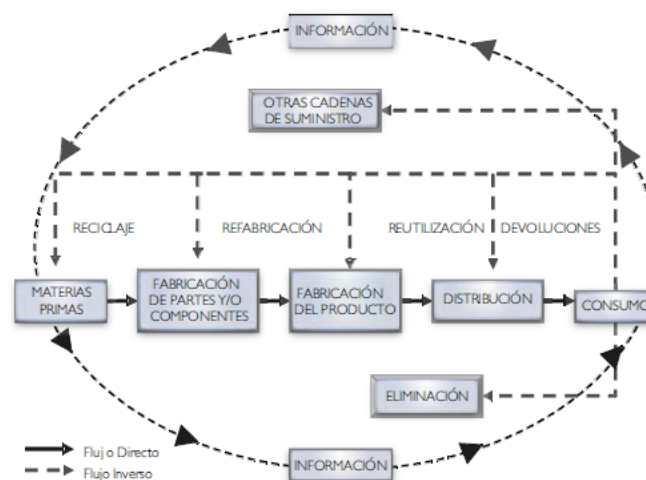 INFORMACIÓN
OTRAS CADENAS
DE SUMINISTRO
RECICLAJE
REFABRICACIÓN
REUTILIZACIÓN
DEVOLUCIONES
MATERIAS
PRIMAS
FABRICACIÓN
DE PARTES Y/O
COMPONENTES
FABRICACIÓN
DEL PRODUCTO
DISTRIBUCIÓN
CONSUMO
ELIMINACIÓN
INFORMACIÓN
Flujo Directo
Flujo Inverso